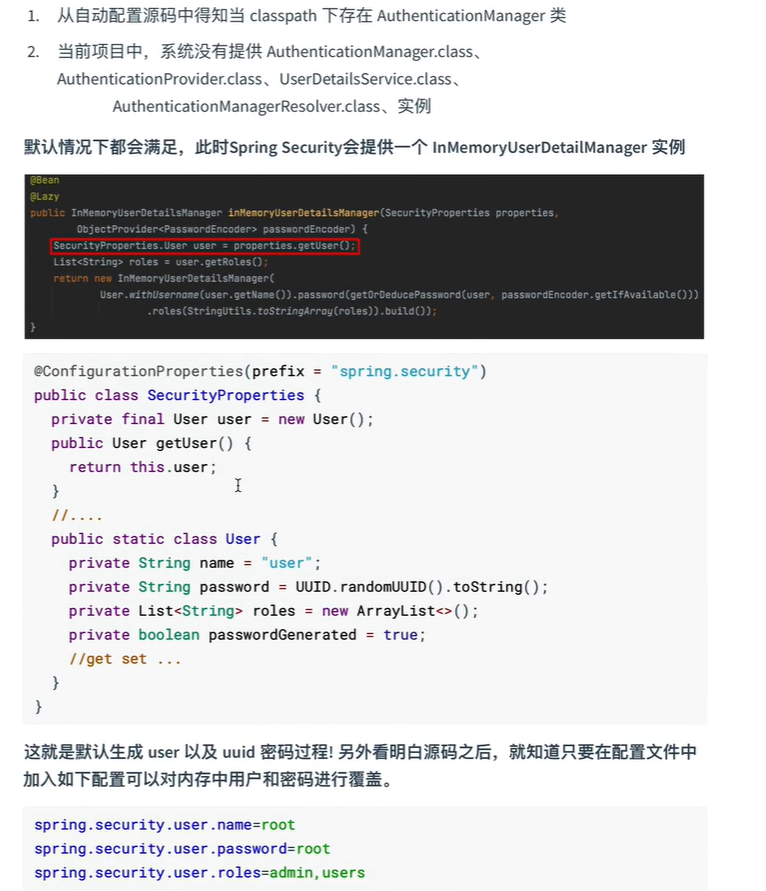 1. 从自动配置源码中得知当 classpath 下存在 AuthenticationManager 类
2. 当前项目中，系统没有提供 AuthenticationManager.class、
AuthenticationProvider.class、UserDetailsService.class、
AuthenticationManagerResolver.class、实例
默认情况下都会满足，此时Spring Security会提供一个 InMemoryUserDetailManager 实例
@Bean
@Lazy
public InMemoryUserDetailsManager inMemoryUserDetailsManager(SecurityProperties properties,
ObjectProvider<PasswordEncoder> passwordEncoder) {
SecurityProperties.User user = properties.getUser();
List<String> roles = user.getRoles();
return new InMemoryUserDetailsManager(
User.withUsername(user.getName()).password(getOrDeducePassword(user, passwordEncoder.getIfAvailable()))
.roles(StringUtils.toStringArray(roles)).build());
}
@ConfigurationProperties(prefix = "spring.security")
public class SecurityProperties {
private final User user = new User();
public User getUser() {
return this.user;
}
//....
public static class User {
private String name = "user";
private String password = UUID.randomUUID().toString();
private List<String> roles = new ArrayList<>();
private boolean passwordGenerated = true;
//get set ...
}
}
这就是默认生成 user 以及 uuid 密码过程! 另外看明白源码之后，就知道只要在配置文件中
加入如下配置可以对内存中用户和密码进行覆盖。
spring.security.user.name=root
spring.security.user.password=root
spring.security.user.roles=admin,users